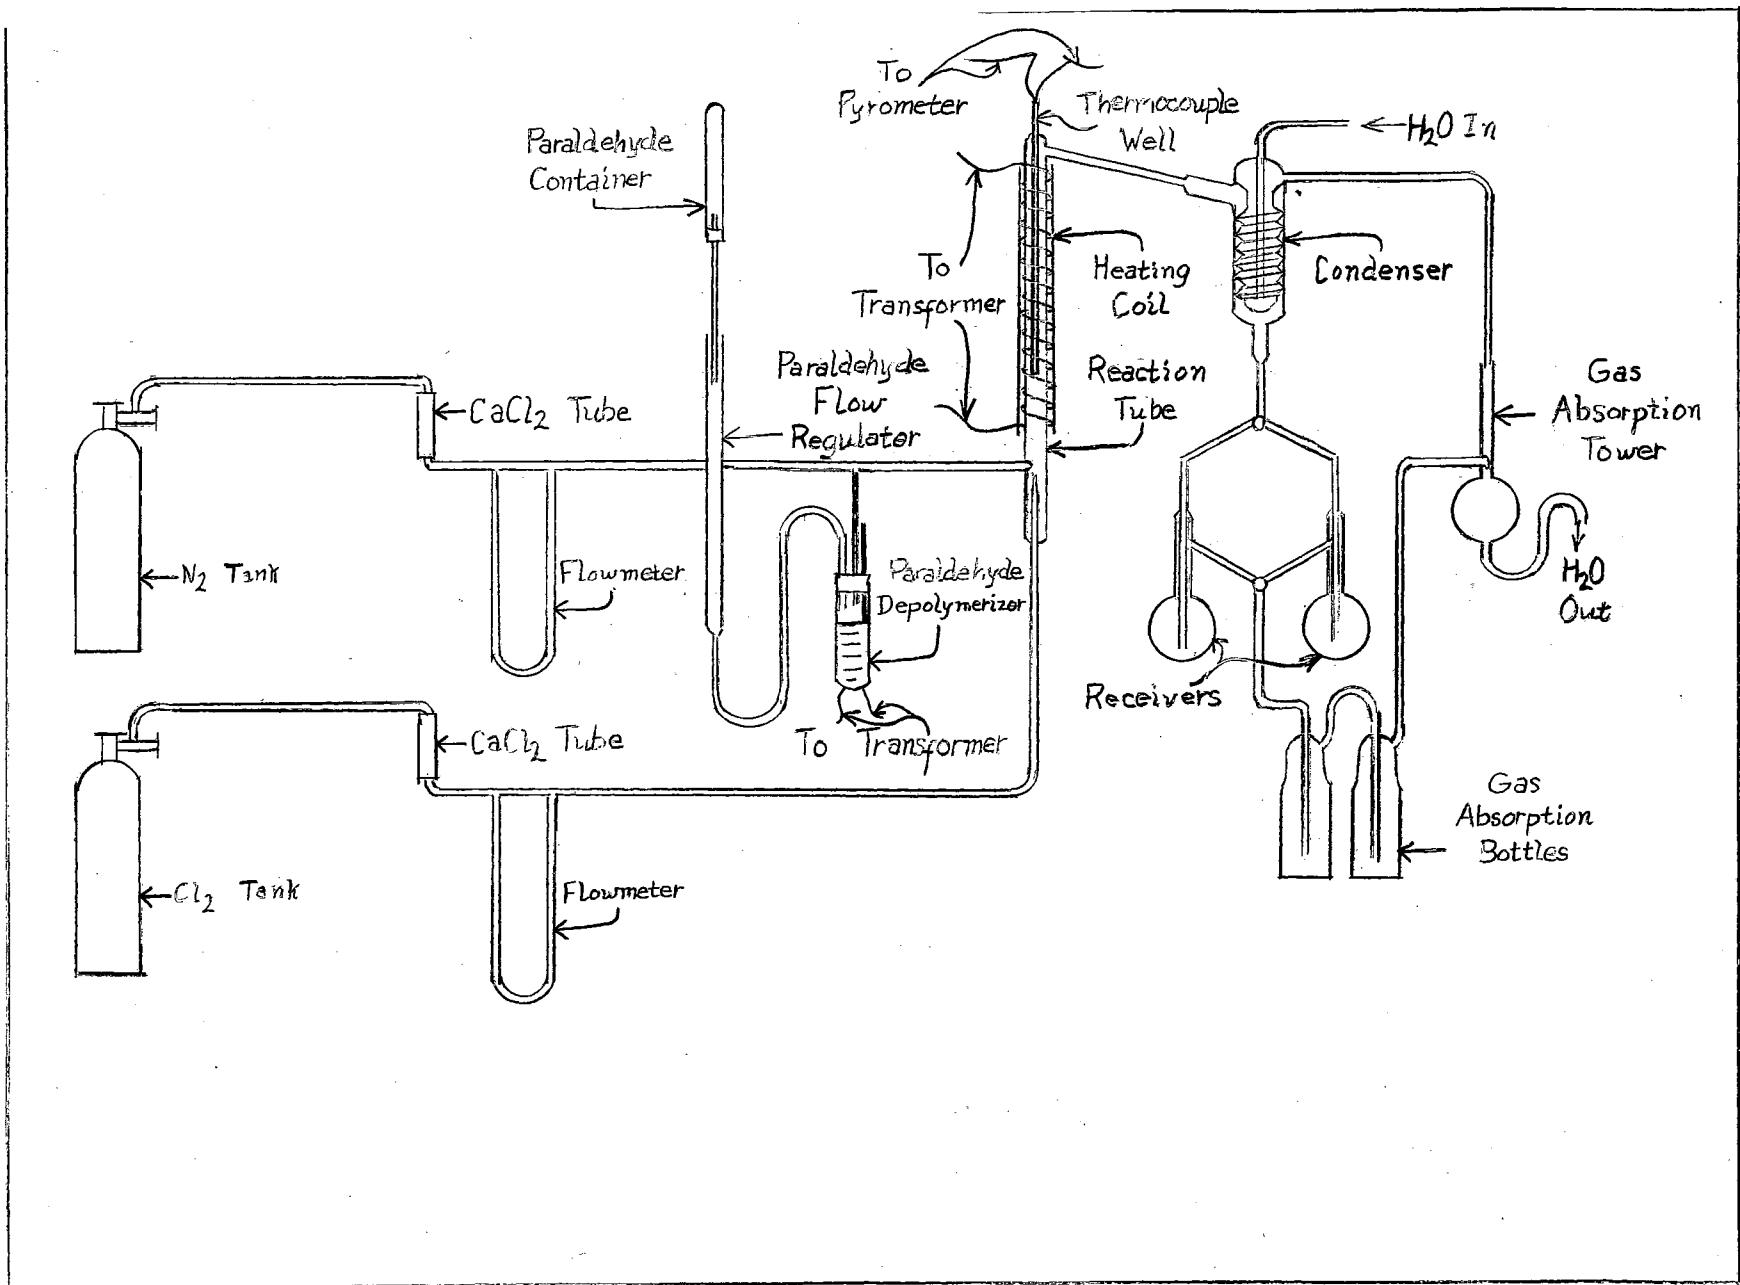 To
Pyrometer
Thermocouple
Well
H₂O In
Paraldehyde
Container
To
Transformer
Heating
Coil
Condenser
Paraldehyde
Flow
Regulator
Reaction
Tube
Gas
Absorption
Tower
CaCl₂ Tube
N₂ Tank
Flowmeter
Paraldehyde
Depolymerizor
H₂O
Out
Receivers
To Transformer
CaCl₂ Tube
Gas
Absorption
Bottles
Cl₂ Tank
Flowmeter